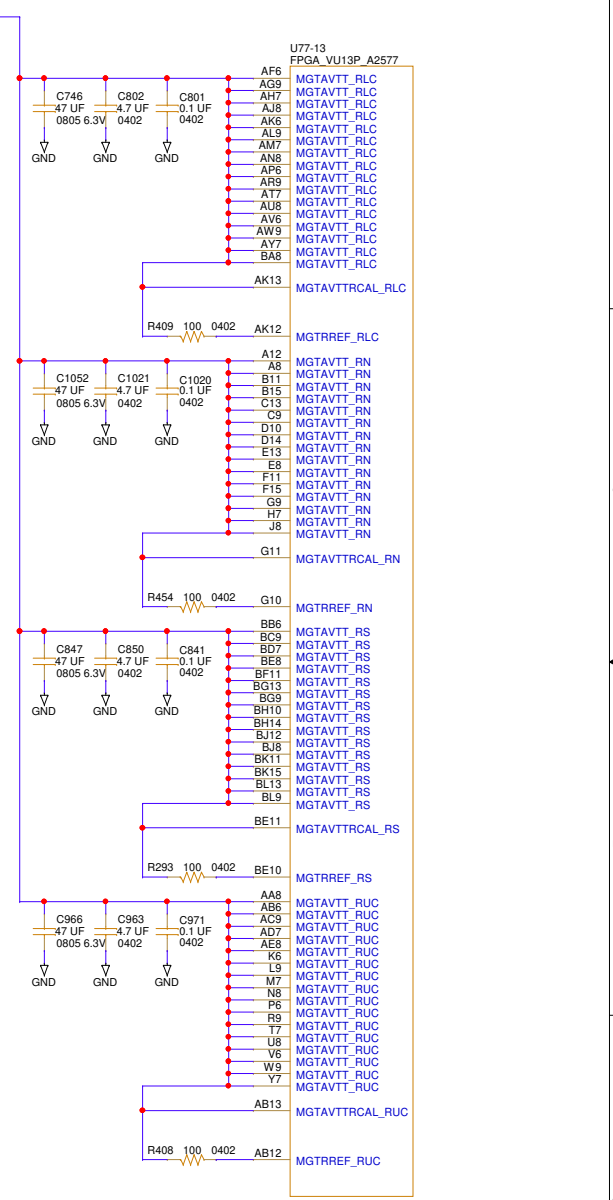 U77-13
FPGA_VU13P_A2577
C746
47 UF
0805 6.3V
GND
C802
4.7 UF
0402
GND
C801
0.1 UF
0402
GND
AF6 MGTAVTT_RLC
AG9 MGTAVTT_RLC
AH7 MGTAVTT_RLC
AJ8 MGTAVTT_RLC
AK6 MGTAVTT_RLC
AL9 MGTAVTT_RLC
AM7 MGTAVTT_RLC
AN8 MGTAVTT_RLC
AP6 MGTAVTT_RLC
AR9 MGTAVTT_RLC
AT7 MGTAVTT_RLC
AU8 MGTAVTT_RLC
AV6 MGTAVTT_RLC
AW9 MGTAVTT_RLC
AY7 MGTAVTT_RLC
BA8 MGTAVTT_RLC
AK13 MGTAVTTRCAL_RLC
R409 100 0402 AK12 MGTRREF_RLC
C1052
47 UF
0805 6.3V
GND
C1021
4.7 UF
0402
GND
C1020
0.1 UF
0402
GND
A12 MGTAVTT_RN
A8 MGTAVTT_RN
B11 MGTAVTT_RN
B15 MGTAVTT_RN
C13 MGTAVTT_RN
C9 MGTAVTT_RN
D10 MGTAVTT_RN
D14 MGTAVTT_RN
E13 MGTAVTT_RN
E8 MGTAVTT_RN
F11 MGTAVTT_RN
F15 MGTAVTT_RN
G9 MGTAVTT_RN
H7 MGTAVTT_RN
J8 MGTAVTT_RN
G11 MGTAVTTRCAL_RN
R454 100 0402 G10 MGTRREF_RN
C847
47 UF
0805 6.3V
GND
C850
4.7 UF
0402
GND
C841
0.1 UF
0402
GND
BB6 MGTAVTT_RS
BC9 MGTAVTT_RS
BD7 MGTAVTT_RS
BE8 MGTAVTT_RS
BF11 MGTAVTT_RS
BG13 MGTAVTT_RS
BG9 MGTAVTT_RS
BH10 MGTAVTT_RS
BH14 MGTAVTT_RS
BJ12 MGTAVTT_RS
BJ8 MGTAVTT_RS
BK11 MGTAVTT_RS
BK15 MGTAVTT_RS
BL13 MGTAVTT_RS
BL9 MGTAVTT_RS
BE11 MGTAVTTRCAL_RS
R293 100 0402 BE10 MGTRREF_RS
C966
47 UF
0805 6.3V
GND
C963
4.7 UF
0402
GND
C971
0.1 UF
0402
GND
AA8 MGTAVTT_RUC
AB6 MGTAVTT_RUC
AC9 MGTAVTT_RUC
AD7 MGTAVTT_RUC
AE8 MGTAVTT_RUC
K6 MGTAVTT_RUC
L9 MGTAVTT_RUC
M7 MGTAVTT_RUC
N8 MGTAVTT_RUC
P6 MGTAVTT_RUC
R9 MGTAVTT_RUC
T7 MGTAVTT_RUC
U8 MGTAVTT_RUC
V6 MGTAVTT_RUC
W9 MGTAVTT_RUC
Y7 MGTAVTT_RUC
AB13 MGTAVTTRCAL_RUC
R408 100 0402 AB12 MGTRREF_RUC